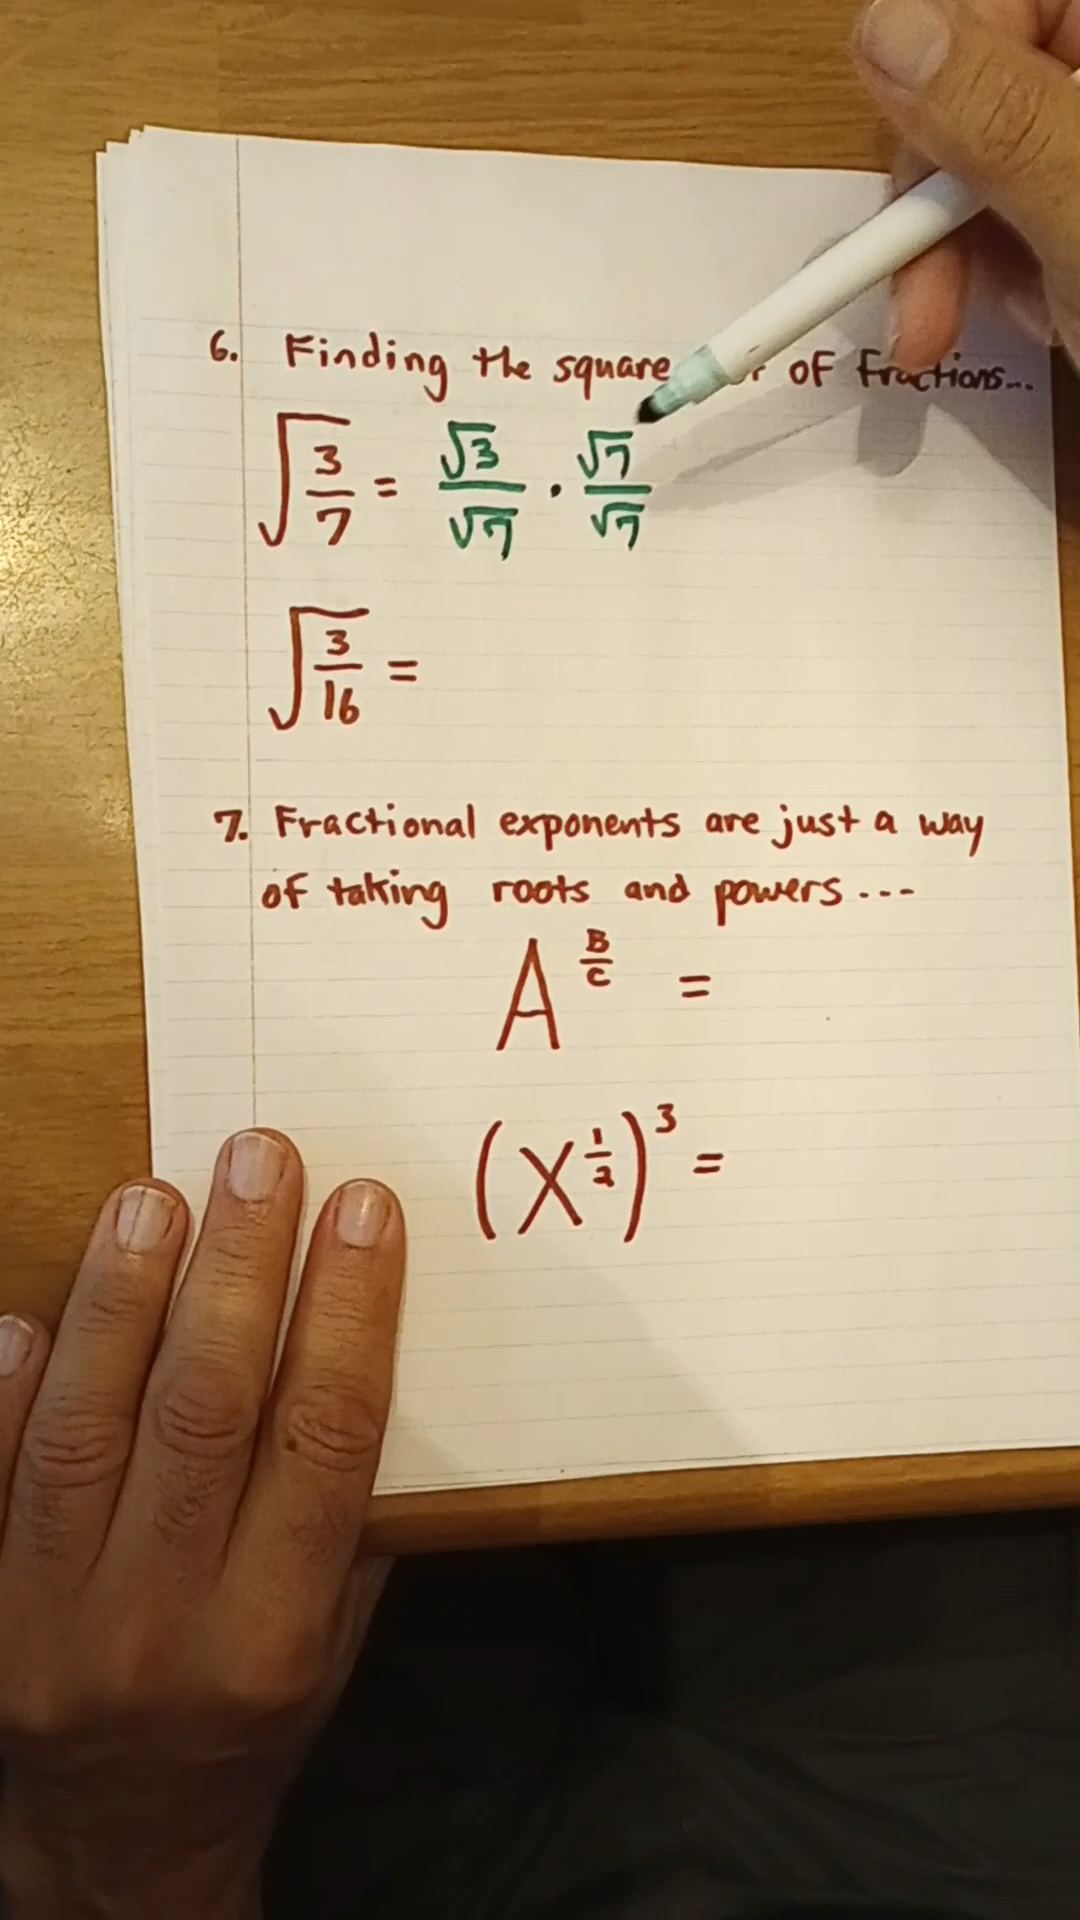 6. Finding the square of fractions...
√(3/7) = √3/√7 · √7/√7
√(3/16) =
7. Fractional exponents are just a way
of taking roots and powers...
A^(B/C) =
(X^(1/2))^3 =